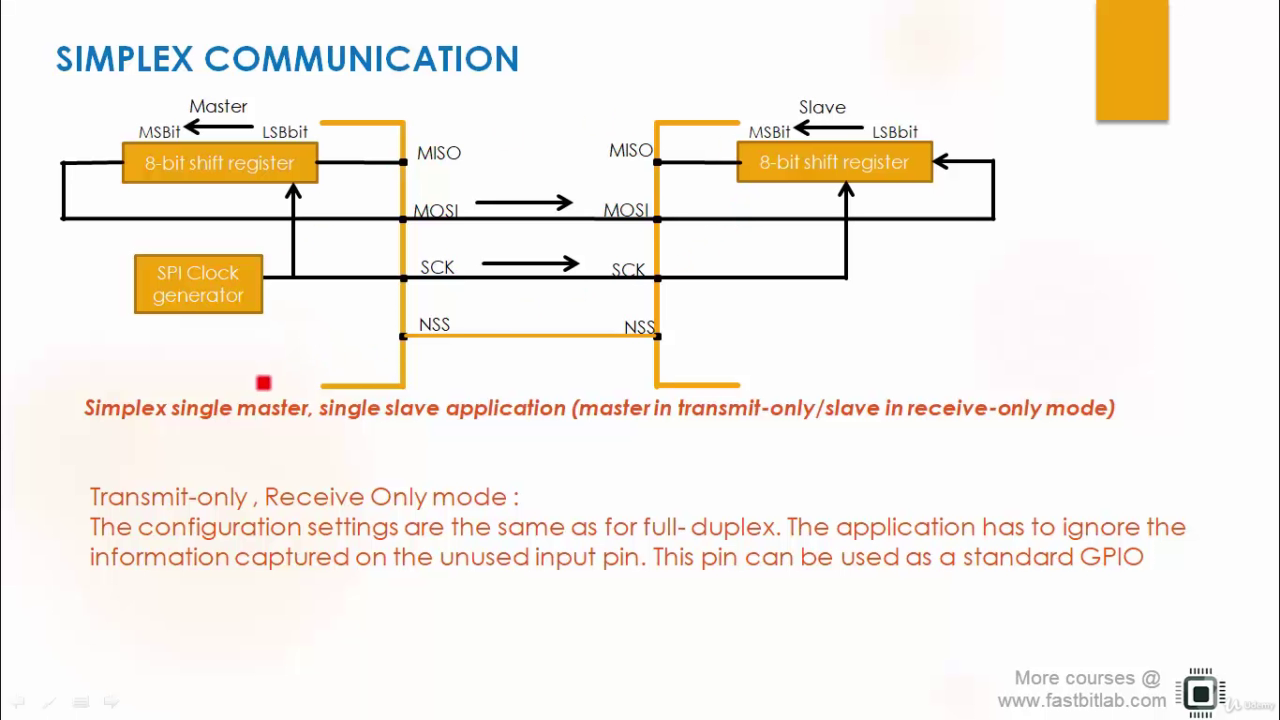 SIMPLEX COMMUNICATION
Master
MSBit
LSBbit
8-bit shift register
MISO
MOSI
SCK
NSS
SPI Clock
generator
Slave
MSBit
LSBbit
8-bit shift register
MISO
MOSI
SCK
NSS
Simplex single master, single slave application (master in transmit-only/slave in receive-only mode)
Transmit-only , Receive Only mode :
The configuration settings are the same as for full- duplex. The application has to ignore the
information captured on the unused input pin. This pin can be used as a standard GPIO
More courses @
www.fastbitlab.com
Udemy